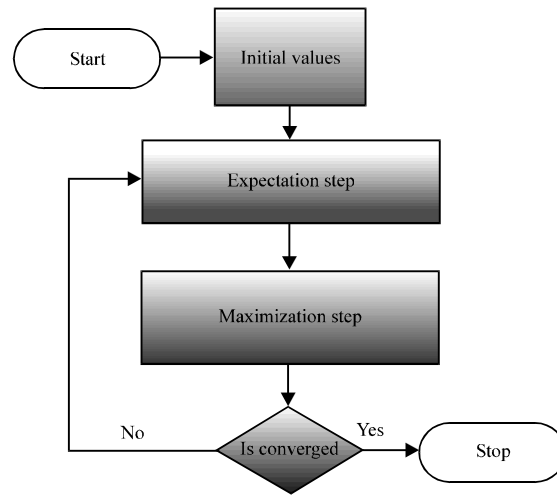 Start
Initial values
Expectation step
Maximization step
Is converged
No
Yes
Stop